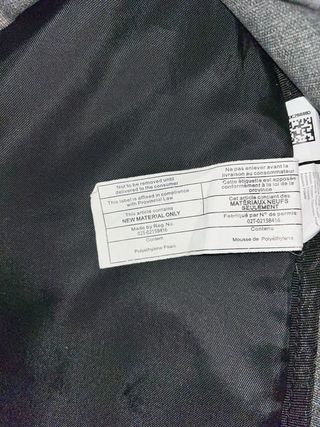 Not to be removed until
delivered to the consumer
This label is affixed in compliance
with Provincial Law
This article contains
NEW MATERIAL ONLY
Made by Reg No.
02T-02158416
Content
Polyethylene Foam
Ne pas enlever avant la
livraison au consommateur
Cette étiquette est apposée
conformément à la loi de la
province
Cet article contient des
MATÉRIAUX NEUFS
SEULEMENT
Fabriqué par N° de permis
02T-02158416
Contenu
Mousse de Polyéthylène